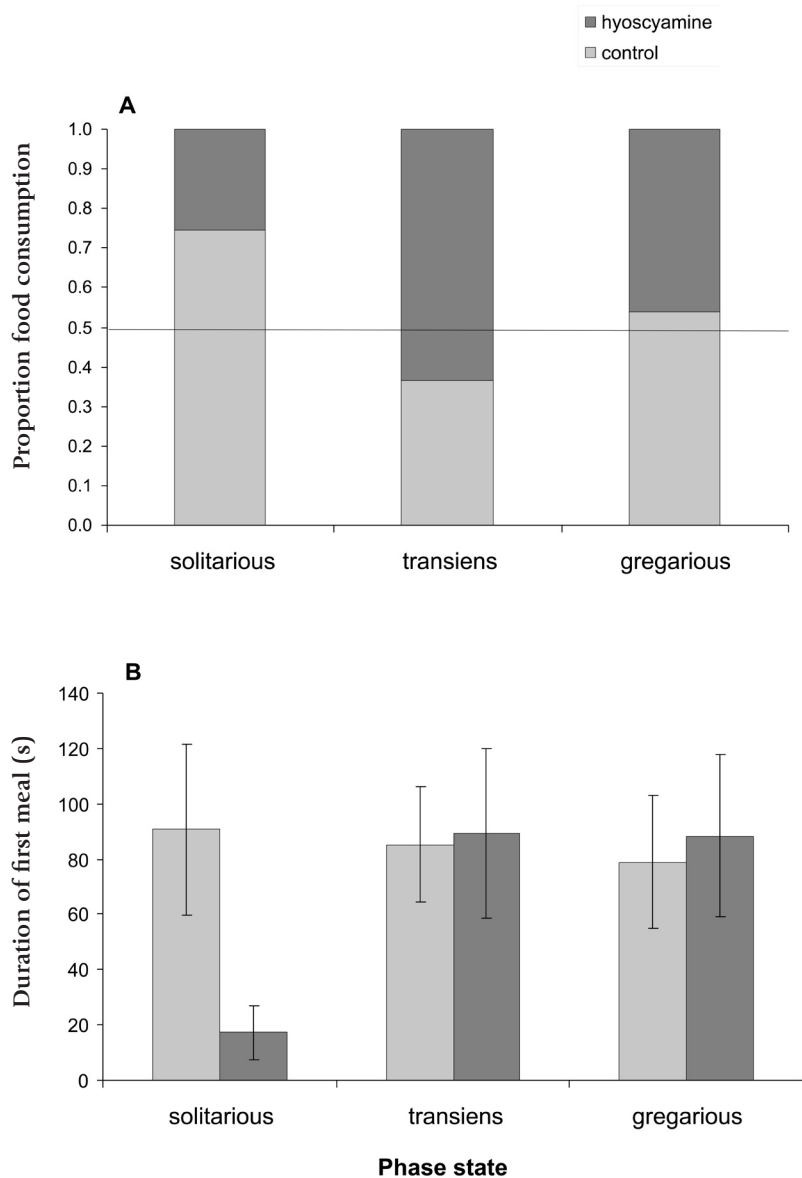 hyoscyamine
control
A
Proportion food consumption
1.0
0.9
0.8
0.7
0.6
0.5
0.4
0.3
0.2
0.1
0.0
solitarious transiens gregarious
B
Duration of first meal (s)
140
120
100
80
60
40
20
0
solitarious transiens gregarious
Phase state